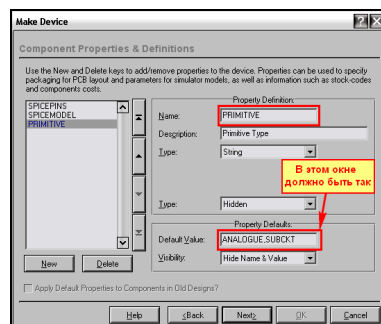 Make Device
Component Properties & Definitions
Use the New and Delete keys to add/remove properties to the device. Properties can be used to specify
packaging for PCB layout and parameters for simulator models, as well as information such as stock-codes
and components costs.
SPICEPINS
SPICEMODEL
PRIMITIVE
Property Definition:
Name: PRIMITIVE
Description: Primitive Type
Type: String
В этом окне
должно быть так
Type: Hidden
Property Defaults:
Default Value: ANALOGUE,SUBCKT
Visibility: Hide Name & Value
New Delete
Apply Default Properties to Components in Old Designs?
Help <Back Next> OK Cancel